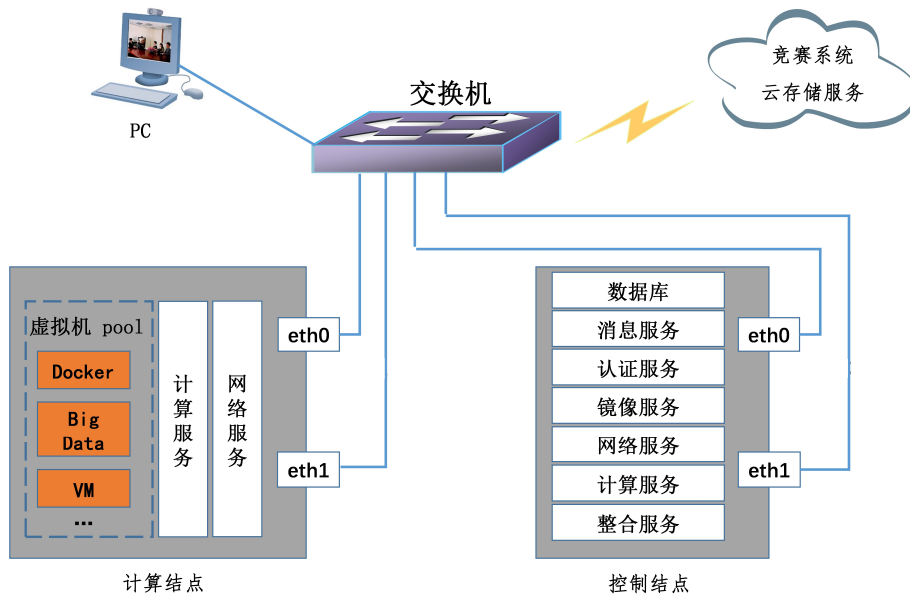 竞赛系统
云存储服务
交换机
PC
虚拟机 pool
Docker
Big
Data
VM
...
计算服务
网络服务
eth0
eth1
计算结点
数据库
消息服务
认证服务
镜像服务
网络服务
计算服务
整合服务
eth0
eth1
控制结点